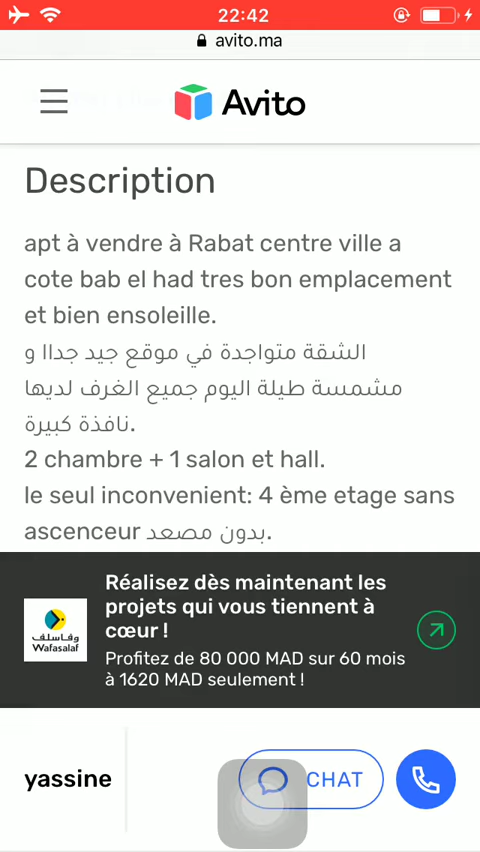 22:42
avito.ma
Avito
Description
apt à vendre à Rabat centre ville a
cote bab el had tres bon emplacement
et bien ensoleille.
الشقة متواجدة في موقع جيد جداا و
مشمسة طيلة اليوم جميع الغرف لديها
نافذة كبيرة.
2 chambre + 1 salon et hall.
le seul inconvenient: 4 ème etage sans
ascenceur بدون مصعد.
Réalisez dès maintenant les
projets qui vous tiennent à
cœur !
وفاسلف
Wafasalaf
Profitez de 80 000 MAD sur 60 mois
à 1620 MAD seulement !
yassine
CHAT